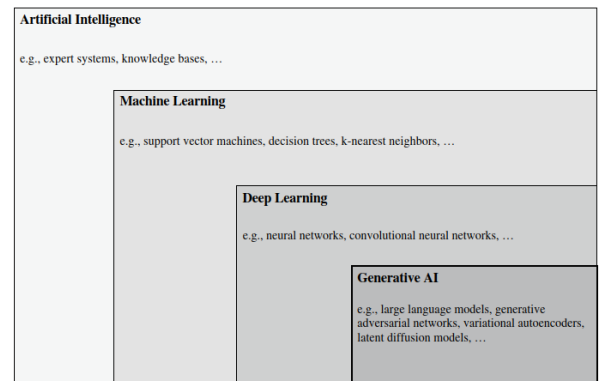 Artificial Intelligence
e.g., expert systems, knowledge bases, …
Machine Learning
e.g., support vector machines, decision trees, k-nearest neighbors, …
Deep Learning
e.g., neural networks, convolutional neural networks, …
Generative AI
e.g., large language models, generative
adversarial networks, variational autoencoders,
latent diffusion models, …